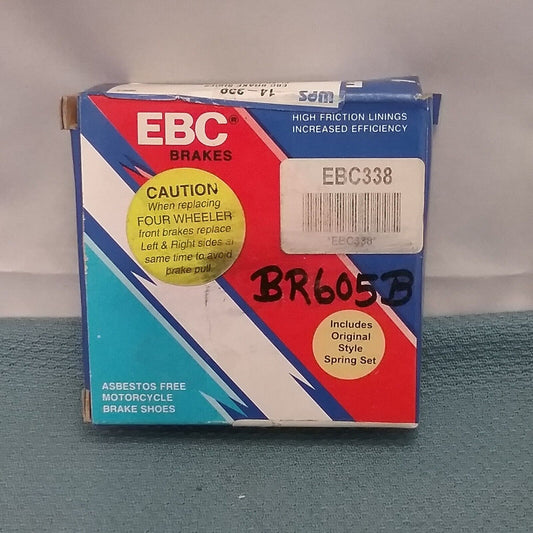 WPS
EBC®
BRAKES
HIGH FRICTION LININGS
INCREASED EFFICIENCY
EBC338
*EBC338*
CAUTION
When replacing
FOUR WHEELER
front brakes replace
Left & Right sides at
same time to avoid
brake pull.
BR605B
Includes
Original
Style
Spring Set
ASBESTOS FREE
MOTORCYCLE
BRAKE SHOES